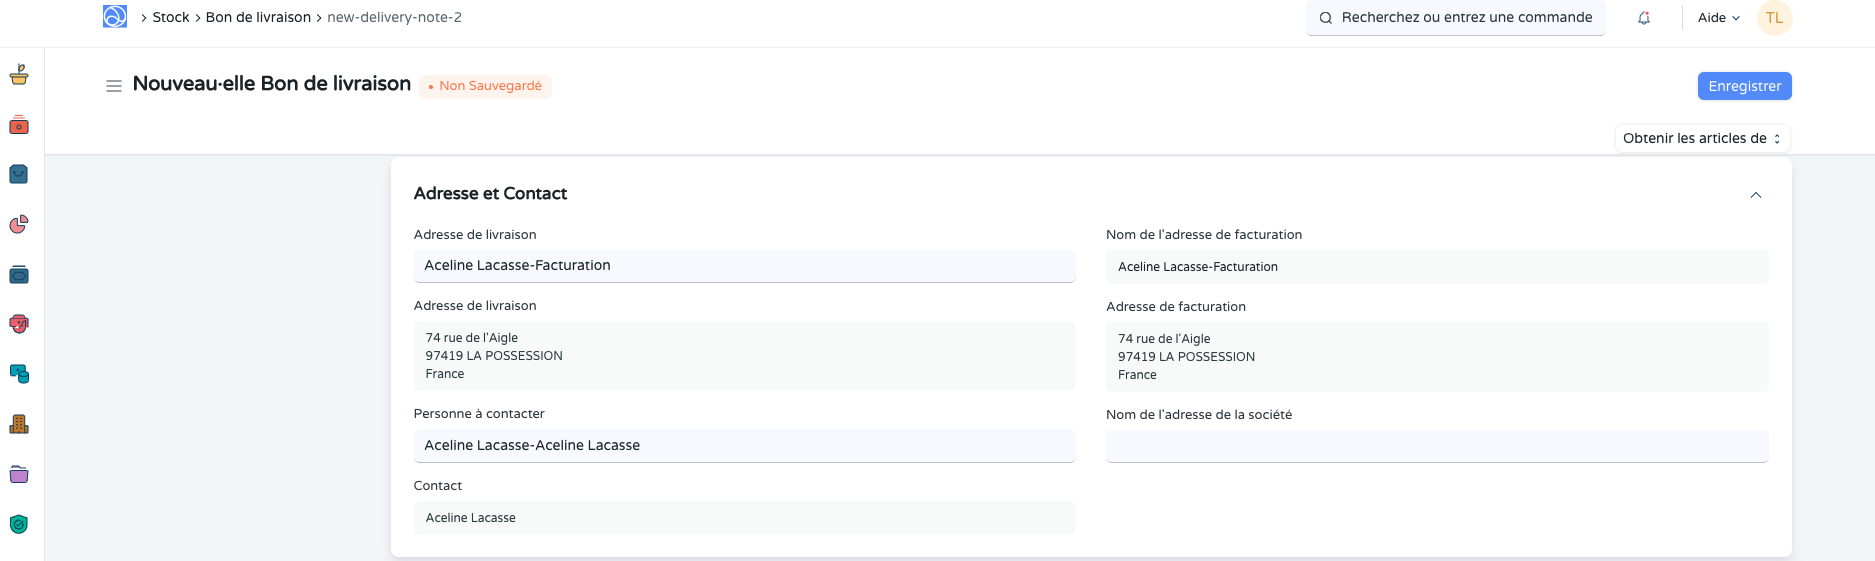 Stock > Bon de livraison > new-delivery-note-2
Recherchez ou entrez une commande
Aide
TL
Nouveau·elle Bon de livraison
• Non Sauvegardé
Enregistrer
Obtenir les articles de
Adresse et Contact
Adresse de livraison
Aceline Lacasse-Facturation
Adresse de livraison
74 rue de l'Aigle
97419 LA POSSESSION
France
Personne à contacter
Aceline Lacasse-Aceline Lacasse
Contact
Aceline Lacasse
Nom de l'adresse de facturation
Aceline Lacasse-Facturation
Adresse de facturation
74 rue de l'Aigle
97419 LA POSSESSION
France
Nom de l'adresse de la société